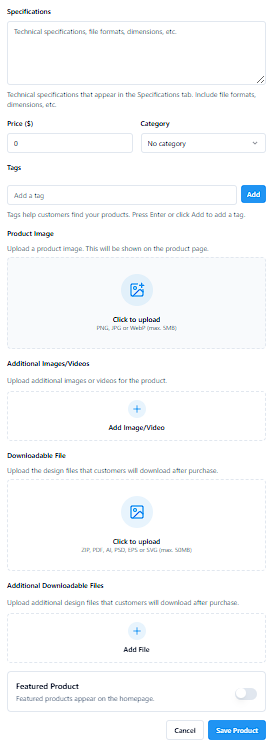 Specifications
Technical specifications, file formats, dimensions, etc.
Technical specifications that appear in the Specifications tab. Include file formats,
dimensions, etc.
Price ($)
Category
0
No category
Tags
Add a tag
Add
Tags help customers find your products. Press Enter or click Add to add a tag.
Product Image
Upload a product image. This will be shown on the product page.
Click to upload
PNG, JPG or WebP (max. 5MB)
Additional Images/Videos
Upload additional images or videos for the product.
Add Image/Video
Downloadable File
Upload the design files that customers will download after purchase.
Click to upload
ZIP, PDF, AI, PSD, EPS or SVG (max. 50MB)
Additional Downloadable Files
Upload additional design files that customers will download after purchase.
Add File
Featured Product
Featured products appear on the homepage.
Cancel
Save Product